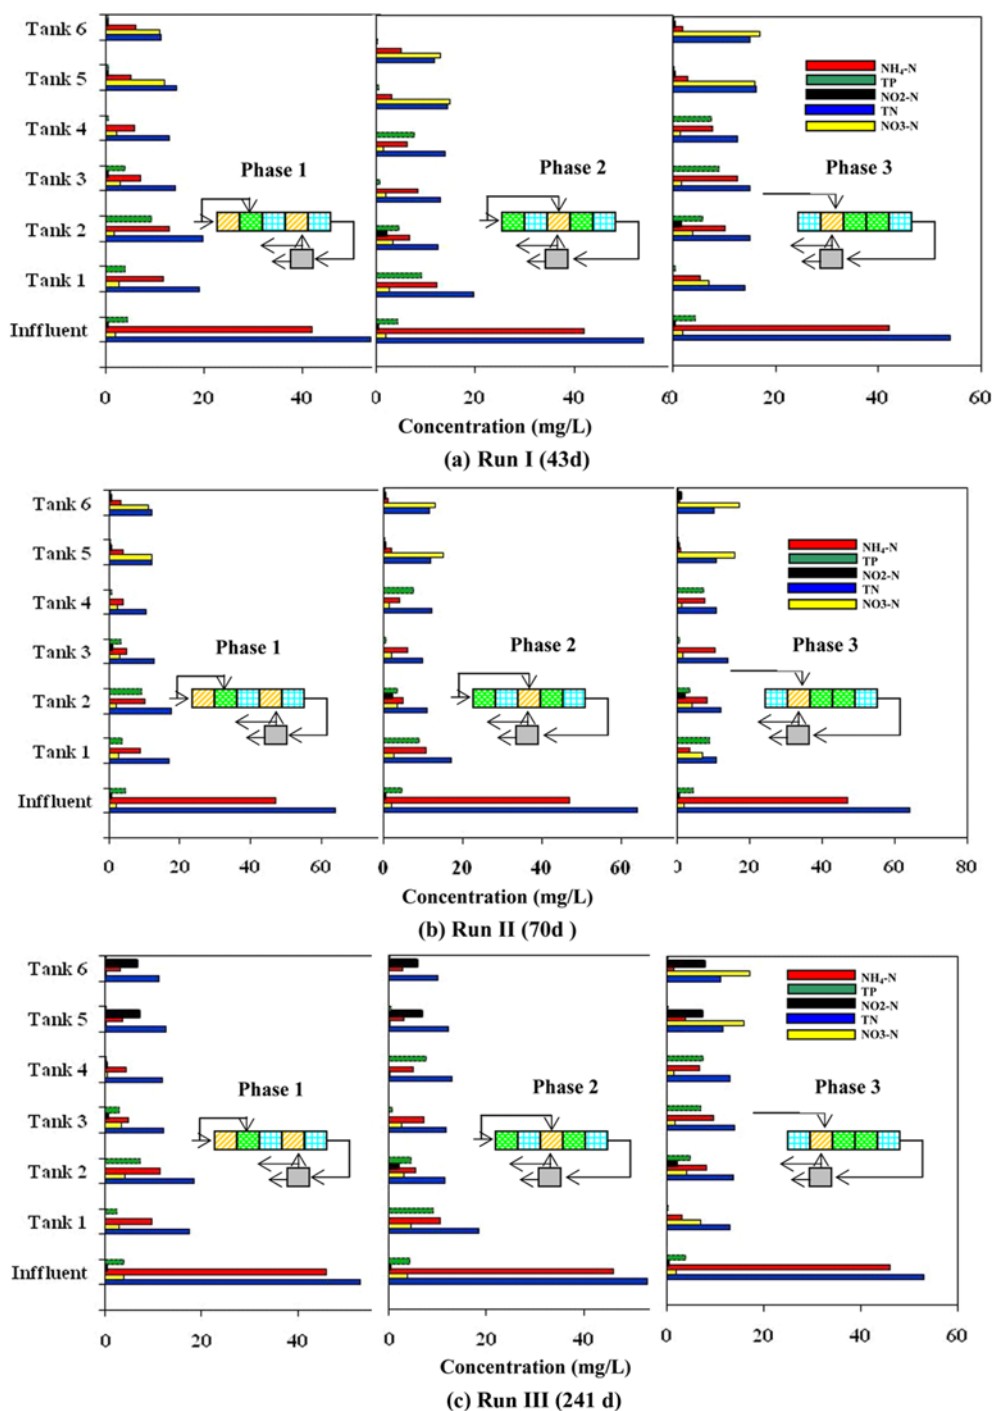 Tank 6
Tank 5
Tank 4
Tank 3
Tank 2
Tank 1
Inffluent
Phase 1
Phase 2
Phase 3
NH₄-N
TP
NO2-N
TN
NO3-N
0 20 40 0 20 40 0 20 40 60
Concentration (mg/L)
(a) Run I (43d)
Tank 6
Tank 5
Tank 4
Tank 3
Tank 2
Tank 1
Inffluent
Phase 1
Phase 2
Phase 3
NH₄-N
TP
NO2-N
TN
NO3-N
0 20 40 60 0 20 40 60 0 20 40 60 80
Concentration (mg/L)
(b) Run II (70d )
Tank 6
Tank 5
Tank 4
Tank 3
Tank 2
Tank 1
Inffluent
Phase 1
Phase 2
Phase 3
NH₄-N
TP
NO2-N
TN
NO3-N
0 20 40 0 20 40 0 20 40 60
Concentration (mg/L)
(c) Run III (241 d)